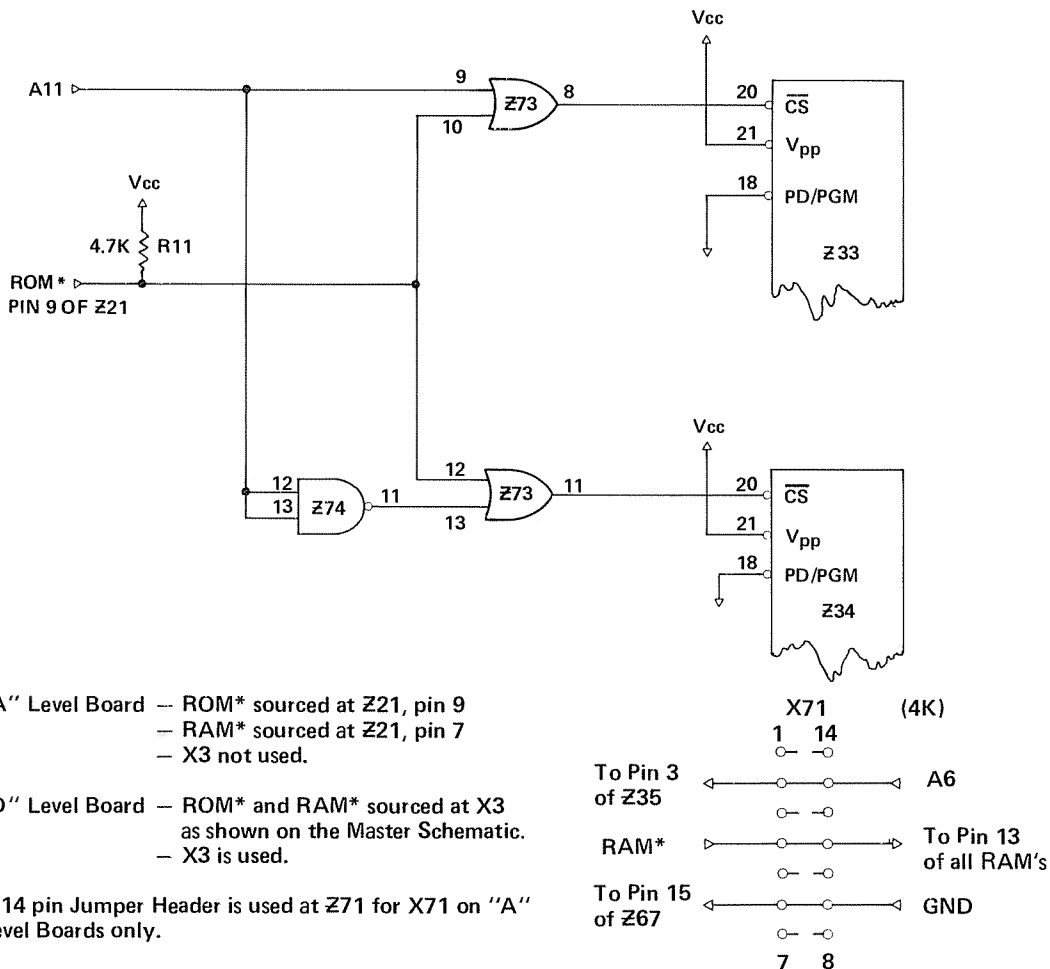 Vcc
A11
9
Z73
8
10
20
CS
21
Vpp
18
PD/PGM
Z33
Vcc
4.7K
R11
ROM*
PIN 9 OF Z21
Vcc
12
13
Z74
11
12
Z73
11
13
20
CS
21
Vpp
18
PD/PGM
Z34
A" Level Board — ROM* sourced at Z21, pin 9
— RAM* sourced at Z21, pin 7
— X3 not used.
" Level Board — ROM* and RAM* sourced at X3
as shown on the Master Schematic.
— X3 is used.
14 pin Jumper Header is used at Z71 for X71 on "A"
evel Boards only.
X71 (4K)
1 14
To Pin 3
of Z35
A6
RAM*
To Pin 13
of all RAM's
To Pin 15
of Z67
GND
7 8